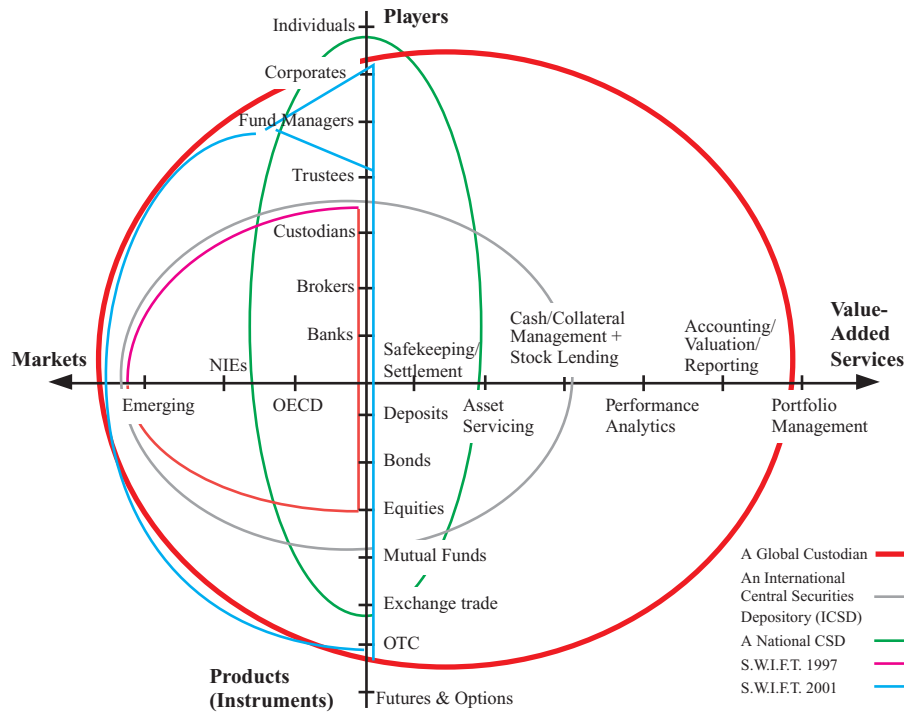 Players
Individuals
Corporates
Fund Managers
Trustees
Custodians
Brokers
Banks
Cash/Collateral
Management +
Stock Lending
Accounting/
Valuation/
Reporting
Value-
Added
Services
Safekeeping/
Settlement
Markets
NIEs
Emerging
OECD
Deposits
Asset
Servicing
Performance
Analytics
Portfolio
Management
Bonds
Equities
Mutual Funds
Exchange trade
OTC
Products
(Instruments)
Futures & Options
A Global Custodian
An International
Central Securities
Depository (ICSD)
A National CSD
S.W.I.F.T. 1997
S.W.I.F.T. 2001